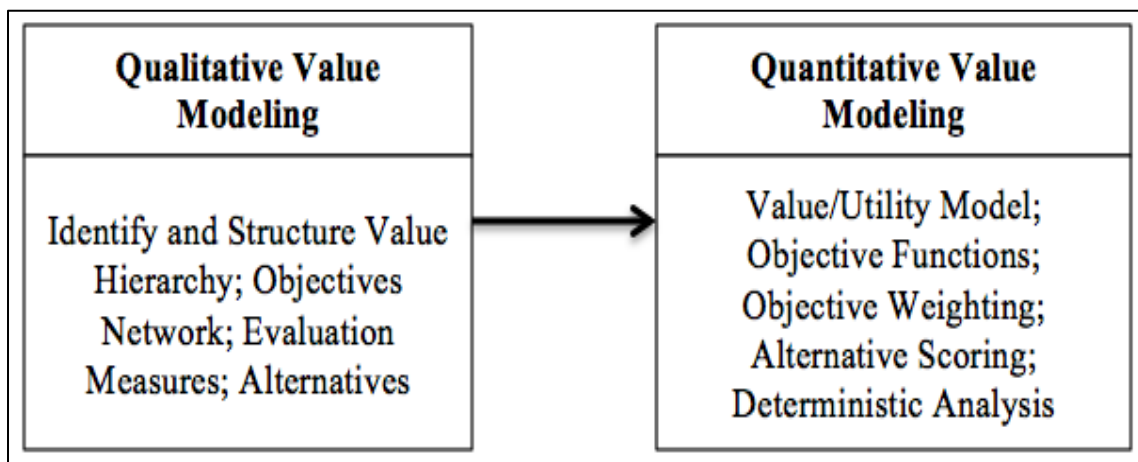 Qualitative Value
Modeling
Identify and Structure Value
Hierarchy; Objectives
Network; Evaluation
Measures; Alternatives
Quantitative Value
Modeling
Value/Utility Model;
Objective Functions;
Objective Weighting;
Alternative Scoring;
Deterministic Analysis